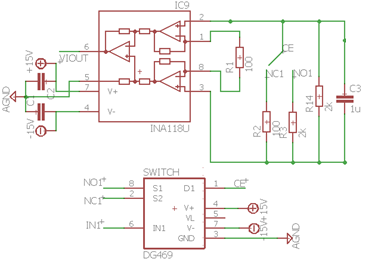 IC9
2
1
8
3
6
5
7
4
V+
V-
VIOUT
+15V
-15V
AGND
C2
INA118U
R1
100
CE
NC1
NO1
R2
100
R3
2k
R14
2k
C3
1u
SWITCH
NO1
NC1
IN1
8
2
6
S1
S2
IN1
D1
V+
VL
V-
GND
1
4
5
7
3
CE
+15V
-15V
AGND
DG469